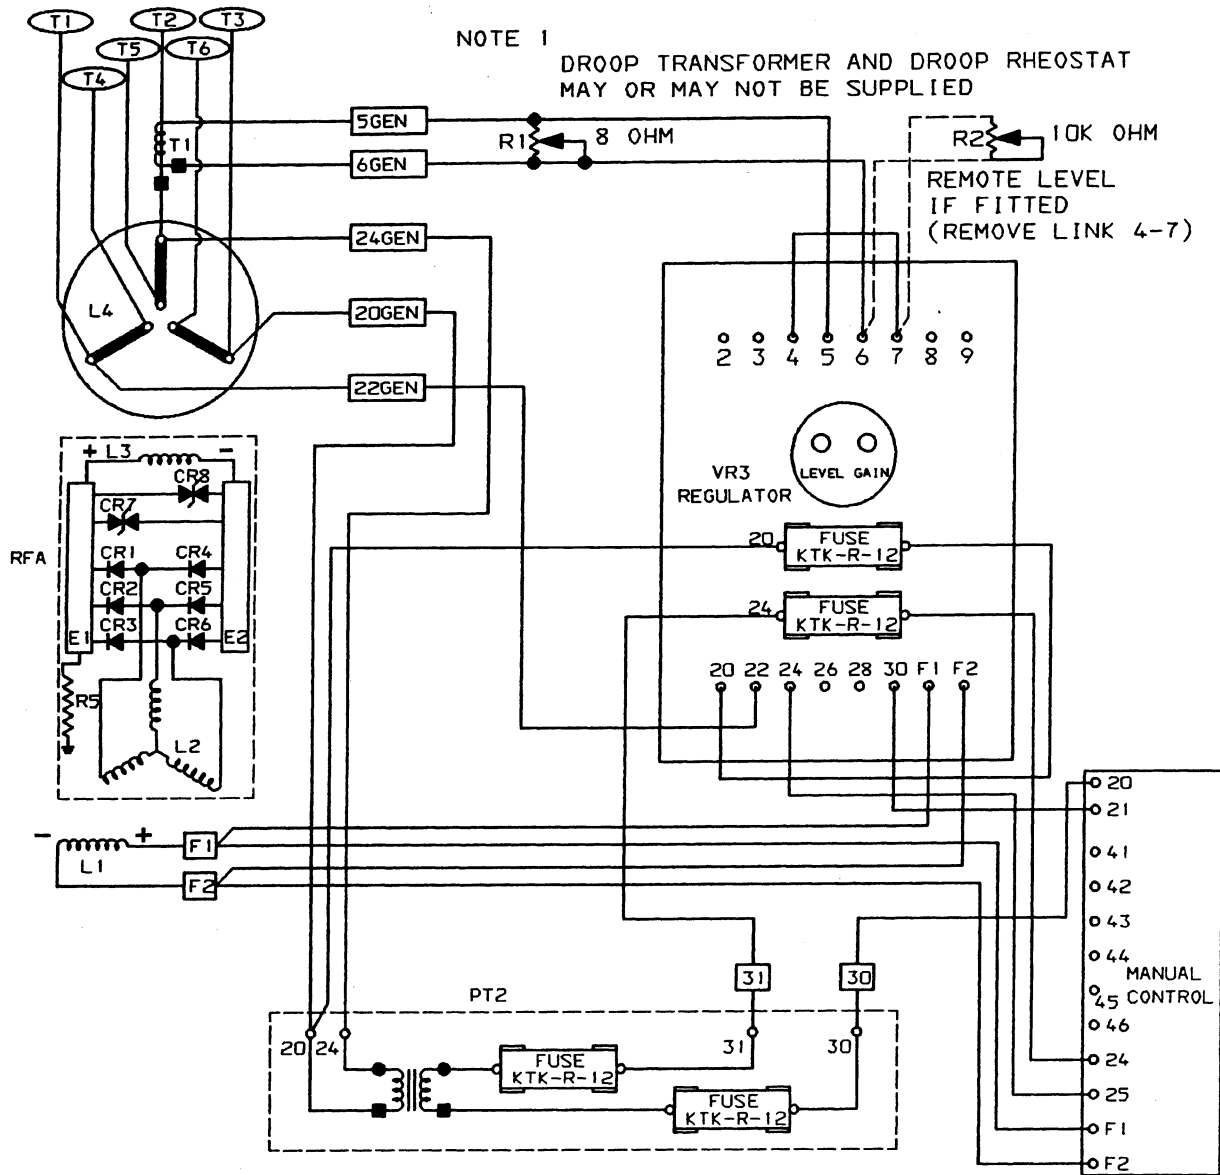 T1
T2
T3
T5
T6
T4
NOTE 1
DROOP TRANSFORMER AND DROOP RHEOSTAT
MAY OR MAY NOT BE SUPPLIED
5GEN
T1
R1
8 OHM
R2
10K OHM
6GEN
REMOTE LEVEL
IF FITTED
(REMOVE LINK 4-7)
24GEN
L4
20GEN
22GEN
2 3 4 5 6 7 8 9
+ L3 -
CR8
CR7
RFA
CR1 CR4
CR2 CR5
CR3 CR6
E1
E2
R5
L2
VR3
REGULATOR
LEVEL GAIN
20
FUSE
KTK-R-12
24
FUSE
KTK-R-12
20 22 24 26 28 30 F1 F2
- +
L1
F1
F2
20
21
41
42
43
44
45
46
24
25
F1
F2
MANUAL
CONTROL
31
30
PT2
20 24
31
30
FUSE
KTK-R-12
FUSE
KTK-R-12